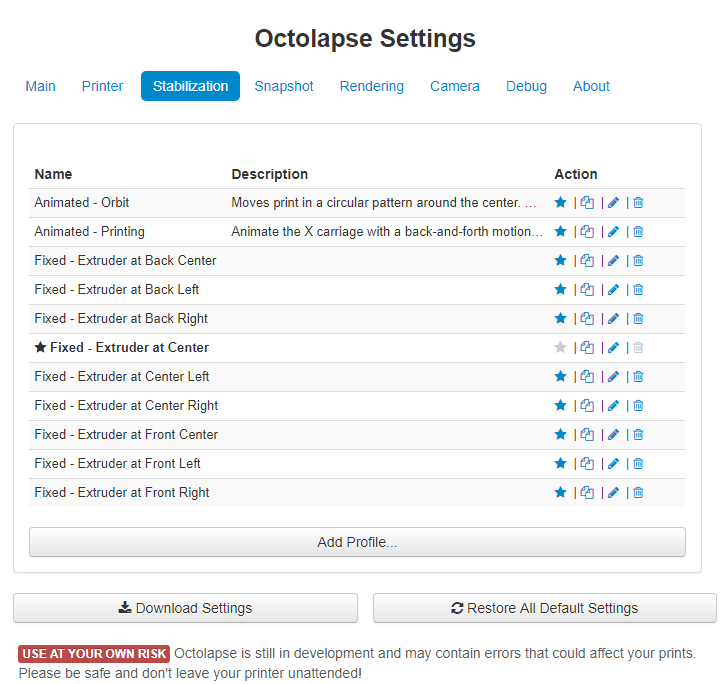 Octolapse Settings
Main Printer Stabilization Snapshot Rendering Camera Debug About
Name Description Action
Animated - Orbit Moves print in a circular pattern around the center. ...
Animated - Printing Animate the X carriage with a back-and-forth motion...
Fixed - Extruder at Back Center
Fixed - Extruder at Back Left
Fixed - Extruder at Back Right
Fixed - Extruder at Center
Fixed - Extruder at Center Left
Fixed - Extruder at Center Right
Fixed - Extruder at Front Center
Fixed - Extruder at Front Left
Fixed - Extruder at Front Right
Add Profile...
Download Settings Restore All Default Settings
USE AT YOUR OWN RISK Octolapse is still in development and may contain errors that could affect your prints.
Please be safe and don't leave your printer unattended!